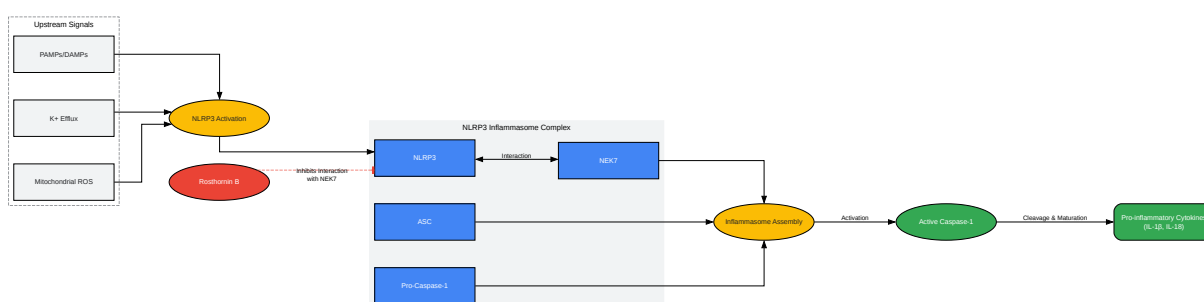 Upstream Signals
PAMPs/DAMPs
K+ Efflux
NLRP3 Activation
NLRP3 Inflammasome Complex
NLRP3
Interaction
NEK7
Mitochondrial ROS
Rosthornin B
Inhibits Interaction
with NEK7
ASC
Inflammasome Assembly
Activation
Active Caspase-1
Cleavage & Maturation
Pro-inflammatory Cytokines
(IL-1β, IL-18)
Pro-Caspase-1